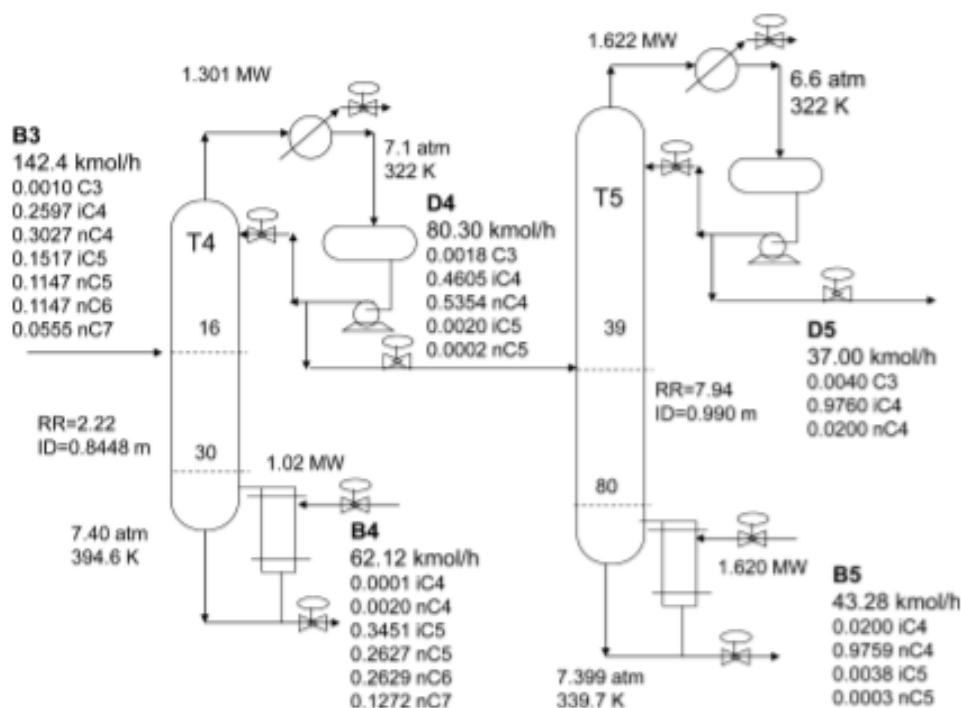 1.301 MW
B3
142.4 kmol/h
0.0010 C3
0.2597 iC4
0.3027 nC4
0.1517 iC5
0.1147 nC5
0.1147 nC6
0.0555 nC7
T4
16
30
RR=2.22
ID=0.8448 m
7.40 atm
394.6 K
7.1 atm
322 K
D4
80.30 kmol/h
0.0018 C3
0.4605 iC4
0.5354 nC4
0.0020 iC5
0.0002 nC5
1.02 MW
B4
62.12 kmol/h
0.0001 iC4
0.0020 nC4
0.3451 iC5
0.2627 nC5
0.2629 nC6
0.1272 nC7
1.622 MW
6.6 atm
322 K
T5
39
80
RR=7.94
ID=0.990 m
D5
37.00 kmol/h
0.0040 C3
0.9760 iC4
0.0200 nC4
1.620 MW
7.399 atm
339.7 K
B5
43.28 kmol/h
0.0200 iC4
0.9759 nC4
0.0038 iC5
0.0003 nC5